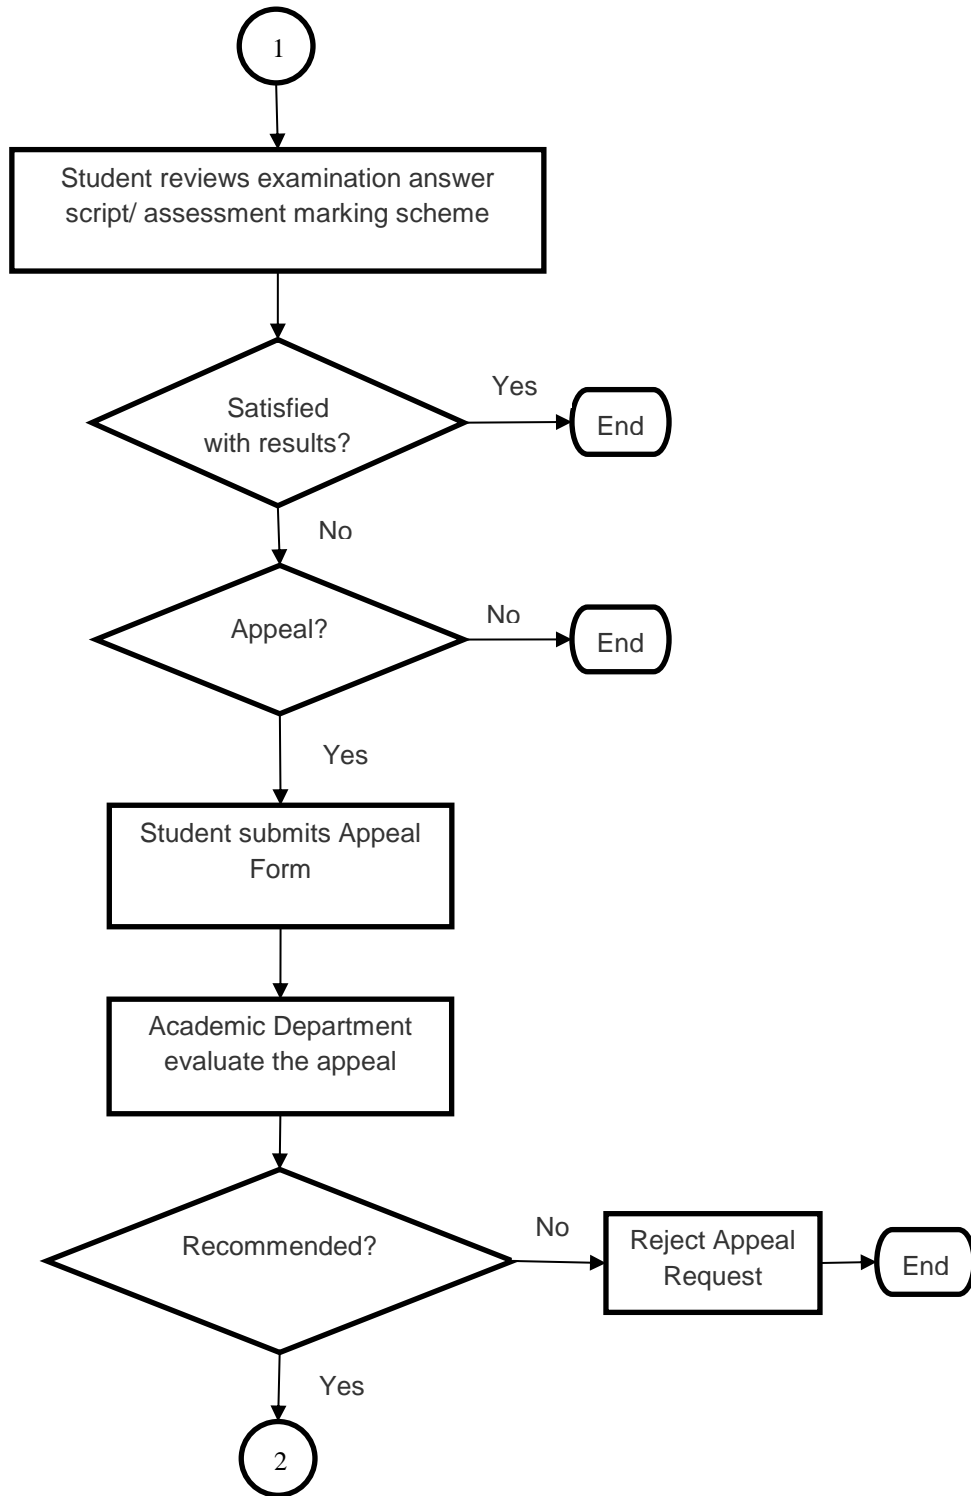 1
Student reviews examination answer
script/ assessment marking scheme
Satisfied
with results?
Yes
End
No
Appeal?
No
End
Yes
Student submits Appeal
Form
Academic Department
evaluate the appeal
Recommended?
No
Reject Appeal
Request
End
Yes
2